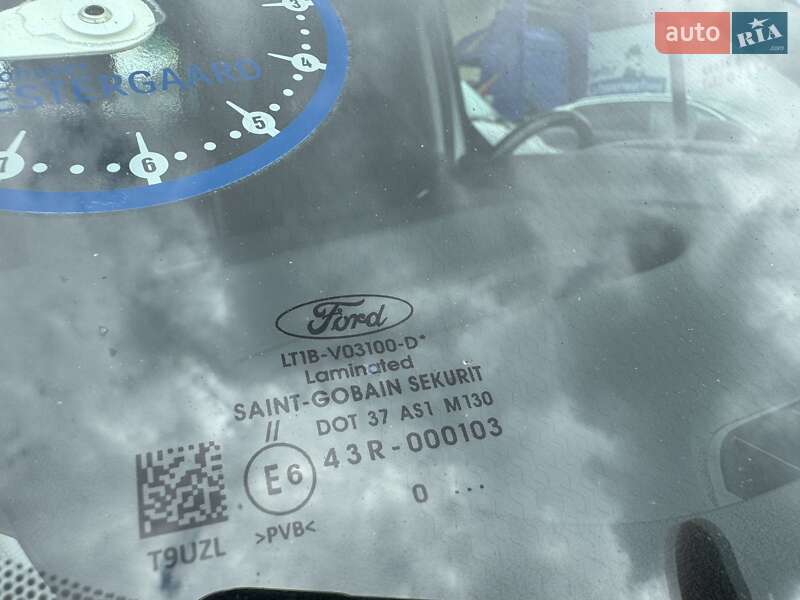 auto RIA
.com
3
4
ESTERGAARD
5
6
7
Ford
LT1B-V03100-D*
Laminated
SAINT-GOBAIN SEKURIT
// DOT 37 AS1 M130
E6 43R-000103
0 ...
>PVB<
T9UZL